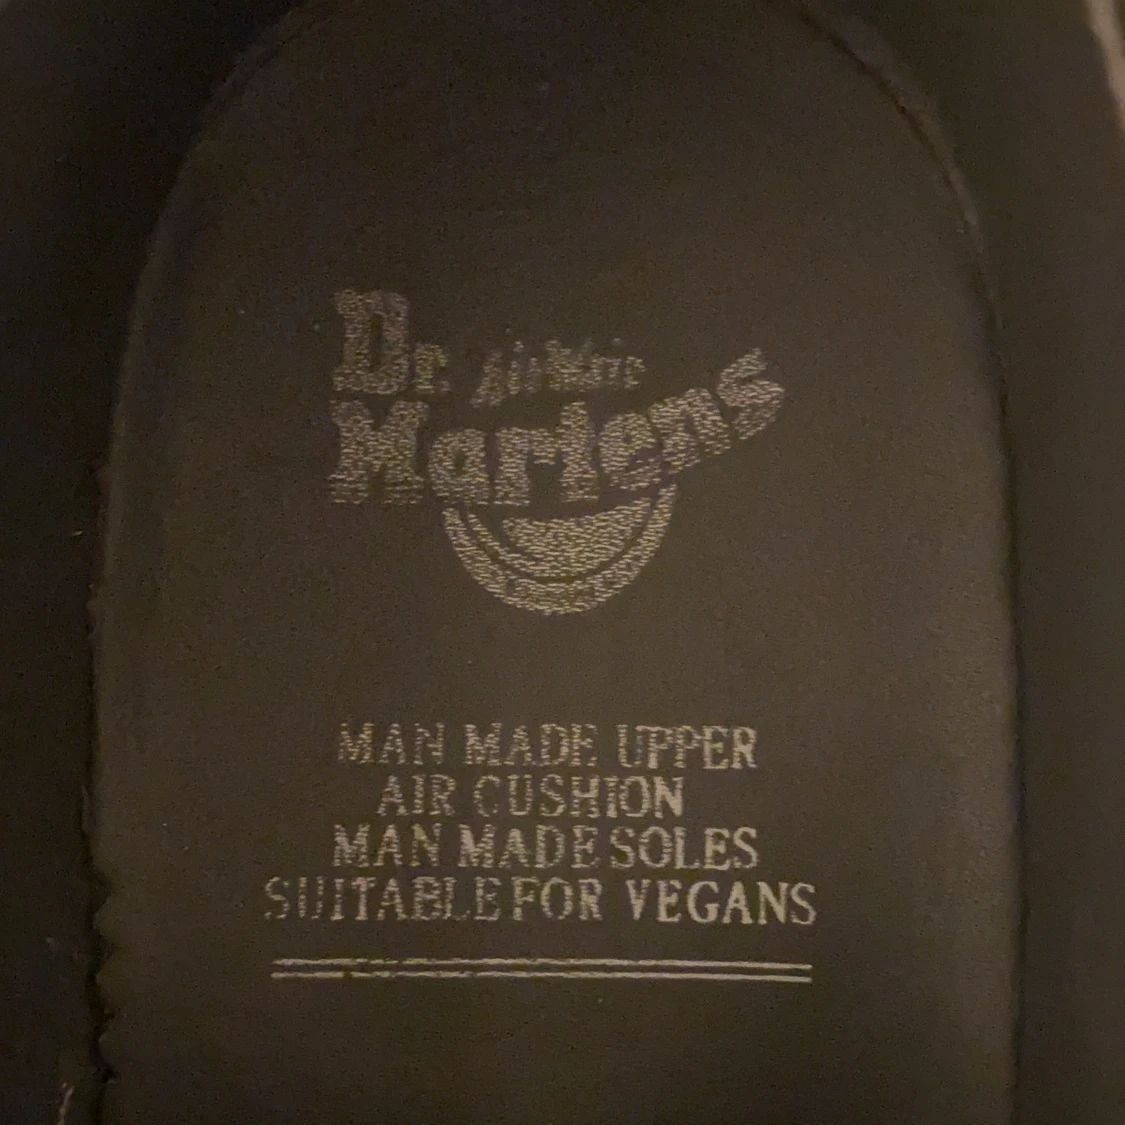 Dr. AirWair
Martens
MAN MADE UPPER
AIR CUSHION
MAN MADE SOLES
SUITABLE FOR VEGANS